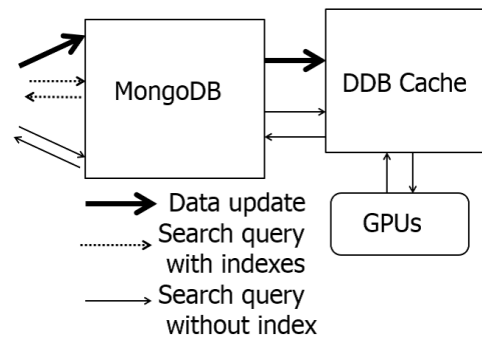 MongoDB
DDB Cache
GPUs
Data update
Search query
with indexes
Search query
without index